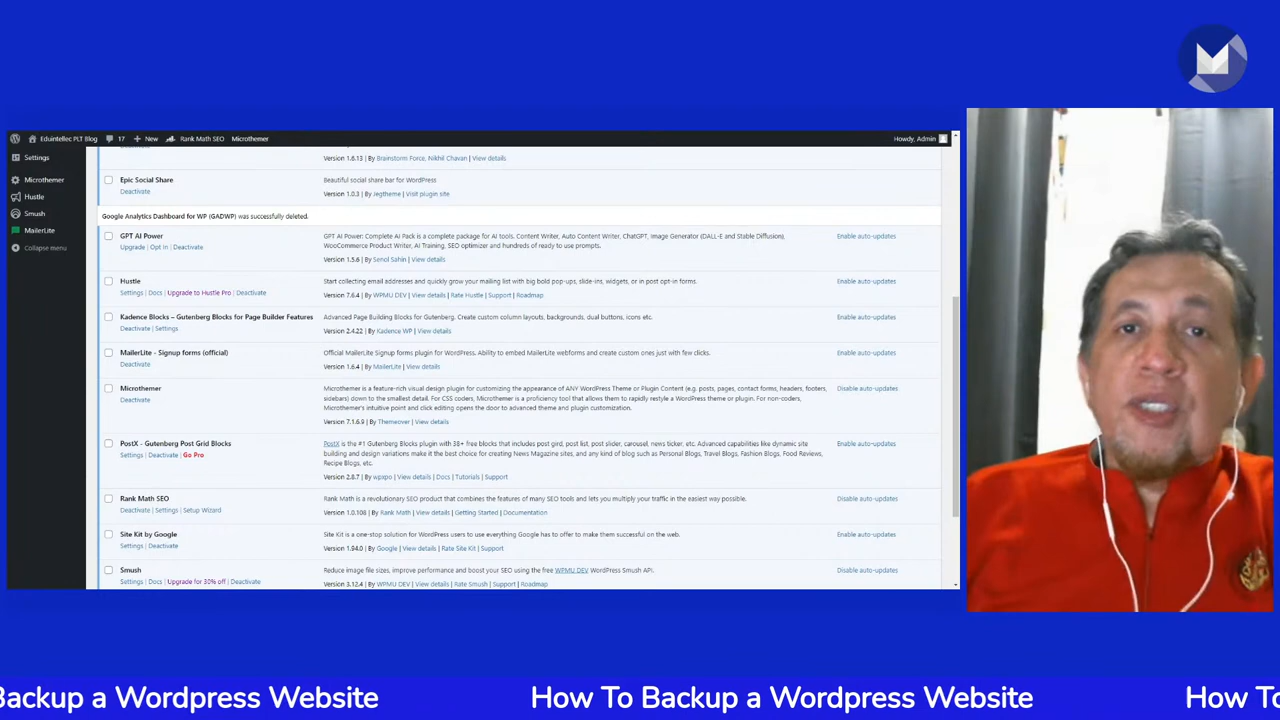 M
Eduintellec PLT Blog 17 New Rank Math SEO Microthemer Howdy, Admin
Settings
Microthemer
Hustle
Smush
MailerLite
Collapse menu
Version 1.6.13 | By Brainstorm Force, Nikhil Chavan | View details
Epic Social Share Beautiful social share bar for WordPress
Deactivate Version 1.0.3 | By Jegtheme | Visit plugin site
Google Analytics Dashboard for WP (GADWP) was successfully deleted.
GPT AI Power GPT AI Power: Complete AI Pack is a complete package for AI tools. Content Writer, Auto Content Writer, ChatGPT, Image Generator (DALL-E and Stable Diffusion), Enable auto-updates
Upgrade | Opt In | Deactivate WooCommerce Product Writer, AI Training, SEO optimizer and hundreds of ready to use prompts.
Version 1.5.6 | By Senol Sahin | View details
Hustle Start collecting email addresses and quickly grow your mailing list with big bold pop-ups, slide-ins, widgets, or in post opt-in forms. Enable auto-updates
Settings | Docs | Upgrade to Hustle Pro | Deactivate Version 7.6.4 | By WPMU DEV | View details | Rate Hustle | Support | Roadmap
Kadence Blocks – Gutenberg Blocks for Page Builder Features Advanced Page Building Blocks for Gutenberg. Create custom column layouts, backgrounds, dual buttons, icons etc. Enable auto-updates
Deactivate | Settings Version 2.4.22 | By Kadence WP | View details
MailerLite - Signup forms (official) Official MailerLite Signup forms plugin for WordPress. Ability to embed MailerLite webforms and create custom ones just with few clicks. Enable auto-updates
Deactivate Version 1.6.4 | By MailerLite | View details
Microthemer Microthemer is a feature-rich visual design plugin for customizing the appearance of ANY WordPress Theme or Plugin Content (e.g. posts, pages, contact forms, headers, footers, Disable auto-updates
Deactivate sidebars) down to the smallest detail. For CSS coders, Microthemer is a proficiency tool that allows them to rapidly restyle a WordPress theme or plugin. For non-coders,
Microthemer's intuitive point and click editing opens the door to advanced theme and plugin customization.
Version 7.1.6.9 | By Themeover | View details
PostX - Gutenberg Post Grid Blocks PostX is the #1 Gutenberg Blocks plugin with 38+ free blocks that includes post gird, post list, post slider, carousel, news ticker, etc. Advanced capabilities like dynamic site Enable auto-updates
Settings | Deactivate | Go Pro building and design variations make it the best choice for creating News Magazine sites, and any kind of blog such as Personal Blogs, Travel Blogs, Fashion Blogs, Food Reviews,
Recipe Blogs, etc.
Version 2.8.7 | By wpxpo | View details | Docs | Tutorials | Support
Rank Math SEO Rank Math is a revolutionary SEO product that combines the features of many SEO tools and lets you multiply your traffic in the easiest way possible. Disable auto-updates
Deactivate | Settings | Setup Wizard Version 1.0.108 | By Rank Math | View details | Getting Started | Documentation
Site Kit by Google Site Kit is a one-stop solution for WordPress users to use everything Google has to offer to make them successful on the web. Enable auto-updates
Settings | Deactivate Version 1.94.0 | By Google | View details | Rate Site Kit | Support
Smush Reduce image file sizes, improve performance and boost your SEO using the free WPMU DEV WordPress Smush API. Disable auto-updates
Settings | Docs | Upgrade for 30% off | Deactivate Version 3.12.4 | By WPMU DEV | View details | Rate Smush | Support | Roadmap
Backup a Wordpress Website How To Backup a Wordpress Website How To